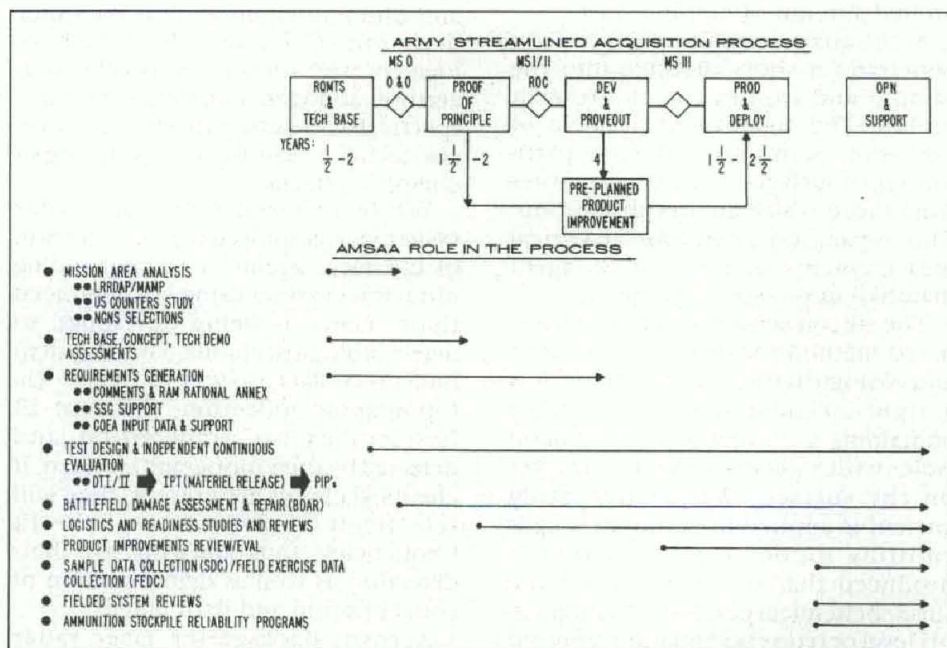 ARMY STREAMLINED ACQUISITION PROCESS
MS 0
O&O
MSI/II
ROC
MS III
RQMTS
&
TECH BASE
PROOF
OF
PRINCIPLE
DEV
&
PROVEOUT
PROD
&
DEPLOY
OPN
& SUPPORT
YEARS: 1/2 - 2
1 1/2 - 2
4
1 1/2 - 2 1/2
PRE-PLANNED
PRODUCT
IMPROVEMENT
AMSAA ROLE IN THE PROCESS
● MISSION AREA ANALYSIS
●● LRRDAP/MAMP
●● US COUNTERS STUDY
●● NGNS SELECTIONS
● TECH BASE, CONCEPT, TECH DEMO
ASSESSMENTS
● REQUIREMENTS GENERATION
●● COMMENTS & RAM RATIONAL ANNEX
●● SSG SUPPORT
●● COEA INPUT DATA & SUPPORT
● TEST DESIGN & INDEPENDENT CONTINUOUS
EVALUATION
●● DTI/II IPT(MATERIEL RELEASE) PIP's
● BATTLEFIELD DAMAGE ASSESSMENT & REPAIR (BDAR)
● LOGISTICS AND READINESS STUDIES AND REVIEWS
● PRODUCT IMPROVEMENTS REVIEW/EVAL
● SAMPLE DATA COLLECTION (SDC)/FIELD EXERCISE DATA
COLLECTION (FEDC)
● FIELDED SYSTEM REVIEWS
● AMMUNITION STOCKPILE RELIABILITY PROGRAMS